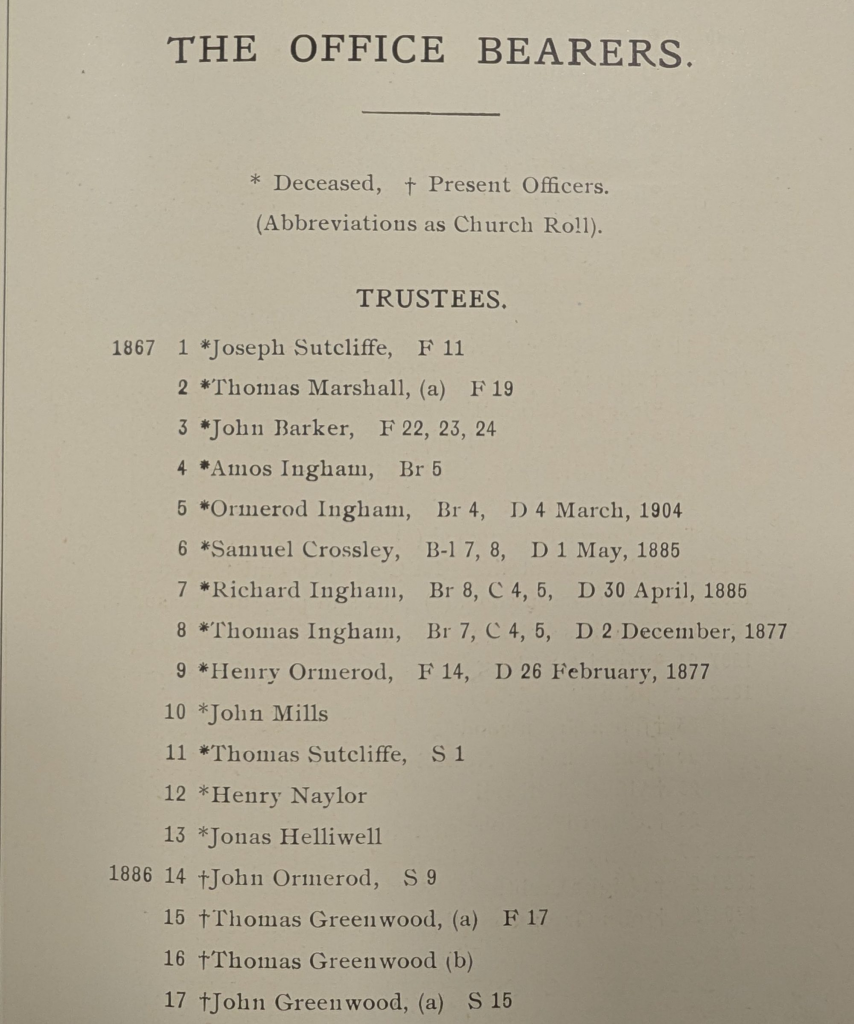 THE OFFICE BEARERS.
* Deceased, † Present Officers.
(Abbreviations as Church Roll).
TRUSTEES.
1867 1 *Joseph Sutcliffe, F 11
2 *Thomas Marshall, (a) F 19
3 *John Barker, F 22, 23, 24
4 *Amos Ingham, Br 5
5 *Ormerod Ingham, Br 4, D 4 March, 1904
6 *Samuel Crossley, B-l 7, 8, D 1 May, 1885
7 *Richard Ingham, Br 8, C 4, 5, D 30 April, 1885
8 *Thomas Ingham, Br 7, C 4, 5, D 2 December, 1877
9 *Henry Ormerod, F 14, D 26 February, 1877
10 *John Mills
11 *Thomas Sutcliffe, S 1
12 *Henry Naylor
13 *Jonas Helliwell
1886 14 †John Ormerod, S 9
15 †Thomas Greenwood, (a) F 17
16 †Thomas Greenwood (b)
17 †John Greenwood, (a) S 15